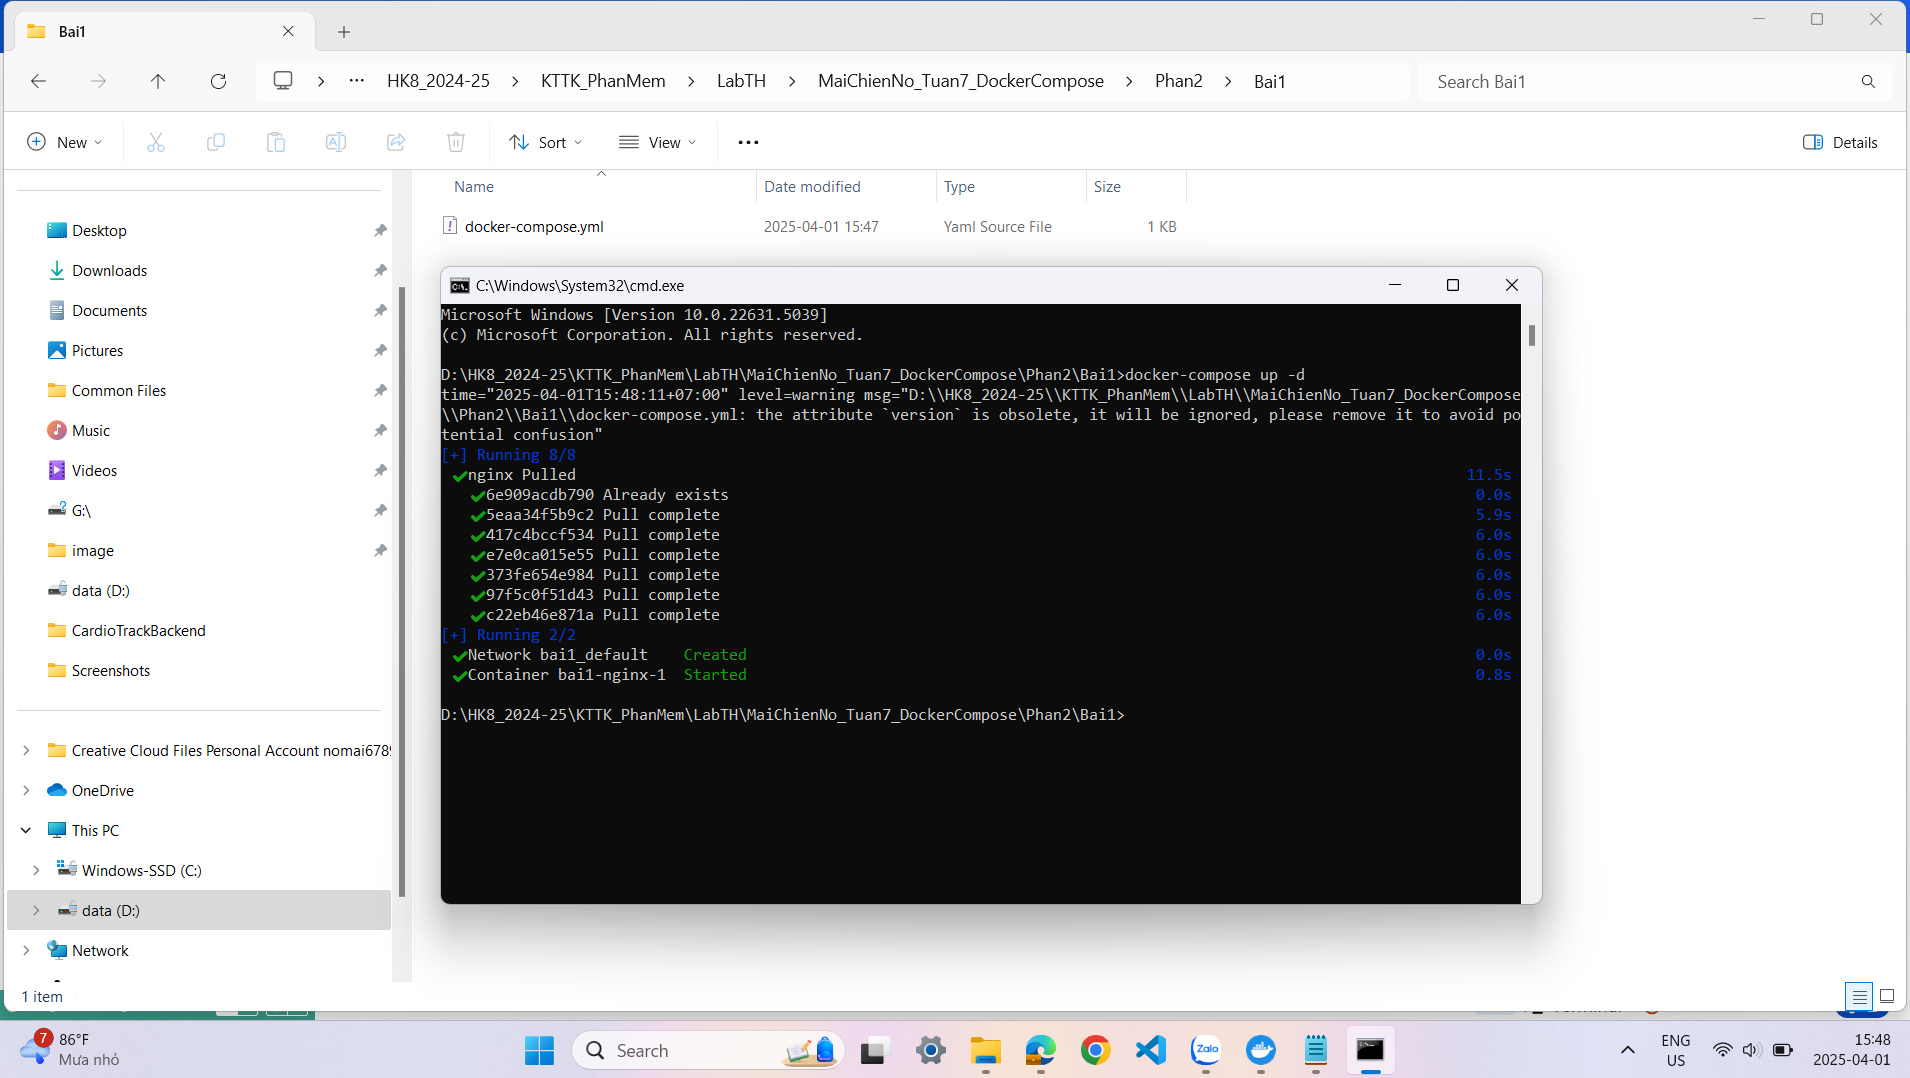 Bai1
HK8_2024-25 > KTTK_PhanMem > LabTH > MaiChienNo_Tuan7_DockerCompose > Phan2 > Bai1
Search Bai1
New
Sort
View
Details
Name Date modified Type Size
docker-compose.yml 2025-04-01 15:47 Yaml Source File 1 KB
Desktop
Downloads
Documents
Pictures
Common Files
Music
Videos
G:\
image
data (D:)
CardioTrackBackend
Screenshots
Creative Cloud Files Personal Account nomai678
OneDrive
This PC
Windows-SSD (C:)
data (D:)
Network
1 item
C:\Windows\System32\cmd.exe
Microsoft Windows [Version 10.0.22631.5039]
(c) Microsoft Corporation. All rights reserved.
D:\HK8_2024-25\KTTK_PhanMem\LabTH\MaiChienNo_Tuan7_DockerCompose\Phan2\Bai1>docker-compose up -d
time="2025-04-01T15:48:11+07:00" level=warning msg="D:\\HK8_2024-25\\KTTK_PhanMem\\LabTH\\MaiChienNo_Tuan7_DockerCompose
\\Phan2\\Bai1\\docker-compose.yml: the attribute `version` is obsolete, it will be ignored, please remove it to avoid po
tential confusion"
[+] Running 8/8
✔nginx Pulled 11.5s
✔6e909acdb790 Already exists 0.0s
✔5eaa34f5b9c2 Pull complete 5.9s
✔417c4bccf534 Pull complete 6.0s
✔e7e0ca015e55 Pull complete 6.0s
✔373fe654e984 Pull complete 6.0s
✔97f5c0f51d43 Pull complete 6.0s
✔c22eb46e871a Pull complete 6.0s
[+] Running 2/2
✔Network bai1_default Created 0.0s
✔Container bai1-nginx-1 Started 0.8s
D:\HK8_2024-25\KTTK_PhanMem\LabTH\MaiChienNo_Tuan7_DockerCompose\Phan2\Bai1>
7
86°F
Mưa nhỏ
Search
Zalo
ENG
US
15:48
2025-04-01